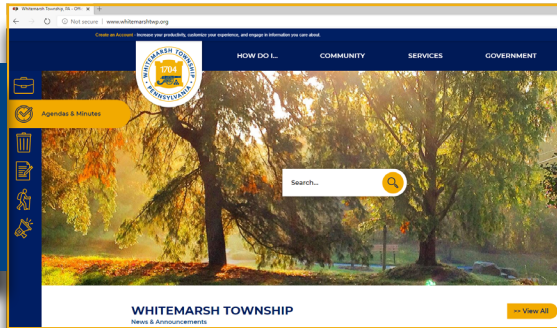 Whitemarsh Township, PA - Offi
Not secure | www.whitemarshtwp.org
Create an Account - Increase your productivity, customize your experience, and engage in information you care about.
HOW DO I... COMMUNITY SERVICES GOVERNMENT
WHITEMARSH TOWNSHIP
1704
PENNSYLVANIA
Agendas & Minutes
Search...
WHITEMARSH TOWNSHIP
News & Announcements
>> View All